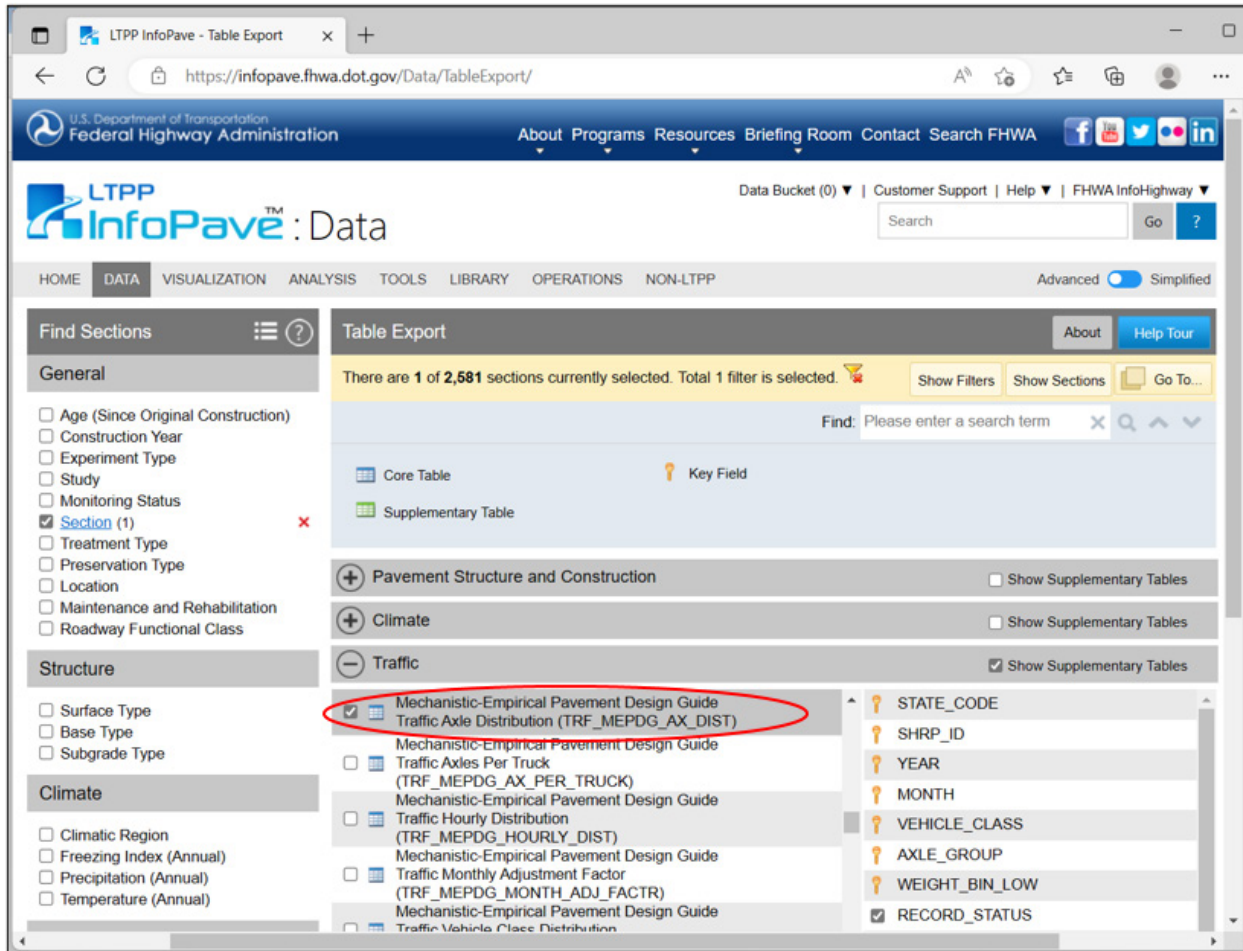 LTPP InfoPave - Table Export
https://infopave.fhwa.dot.gov/Data/TableExport/
U.S. Department of Transportation
Federal Highway Administration
About Programs Resources Briefing Room Contact Search FHWA
Data Bucket (0) ▼ | Customer Support | Help ▼ | FHWA InfoHighway ▼
LTPP
InfoPave™ : Data
Search
Go
?
HOME DATA VISUALIZATION ANALYSIS TOOLS LIBRARY OPERATIONS NON-LTPP
Advanced Simplified
Find Sections
General
Age (Since Original Construction)
Construction Year
Experiment Type
Study
Monitoring Status
Section (1)
Treatment Type
Preservation Type
Location
Maintenance and Rehabilitation
Roadway Functional Class
Structure
Surface Type
Base Type
Subgrade Type
Climate
Climatic Region
Freezing Index (Annual)
Precipitation (Annual)
Temperature (Annual)
Table Export
About
Help Tour
There are 1 of 2,581 sections currently selected. Total 1 filter is selected.
Show Filters
Show Sections
Go To...
Find: Please enter a search term
Core Table
Key Field
Supplementary Table
Pavement Structure and Construction
Show Supplementary Tables
Climate
Show Supplementary Tables
Traffic
Show Supplementary Tables
Mechanistic-Empirical Pavement Design Guide
Traffic Axle Distribution (TRF_MEPDG_AX_DIST)
Mechanistic-Empirical Pavement Design Guide
Traffic Axles Per Truck
(TRF_MEPDG_AX_PER_TRUCK)
Mechanistic-Empirical Pavement Design Guide
Traffic Hourly Distribution
(TRF_MEPDG_HOURLY_DIST)
Mechanistic-Empirical Pavement Design Guide
Traffic Monthly Adjustment Factor
(TRF_MEPDG_MONTH_ADJ_FACTR)
Mechanistic-Empirical Pavement Design Guide
Traffic Vehicle Class Distribution
STATE_CODE
SHRP_ID
YEAR
MONTH
VEHICLE_CLASS
AXLE_GROUP
WEIGHT_BIN_LOW
RECORD_STATUS